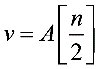 v = A[n/2]